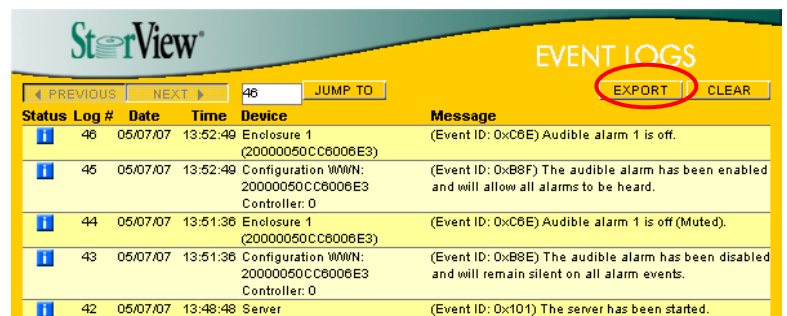 StorView®
EVENT LOGS
PREVIOUS NEXT 46 JUMP TO EXPORT CLEAR
Status Log # Date Time Device Message
46 05/07/07 13:52:49 Enclosure 1 (Event ID: 0xC6E) Audible alarm 1 is off.
(20000050CC6006E3)
45 05/07/07 13:52:49 Configuration WWN: (Event ID: 0xB8F) The audible alarm has been enabled
20000050CC6006E3 and will allow all alarms to be heard.
Controller: 0
44 05/07/07 13:51:36 Enclosure 1 (Event ID: 0xC6E) Audible alarm 1 is off (Muted).
(20000050CC6006E3)
43 05/07/07 13:51:36 Configuration WWN: (Event ID: 0xB8E) The audible alarm has been disabled
20000050CC6006E3 and will remain silent on all alarm events.
Controller: 0
42 05/07/07 13:48:48 Server (Event ID: 0x101) The server has been started.